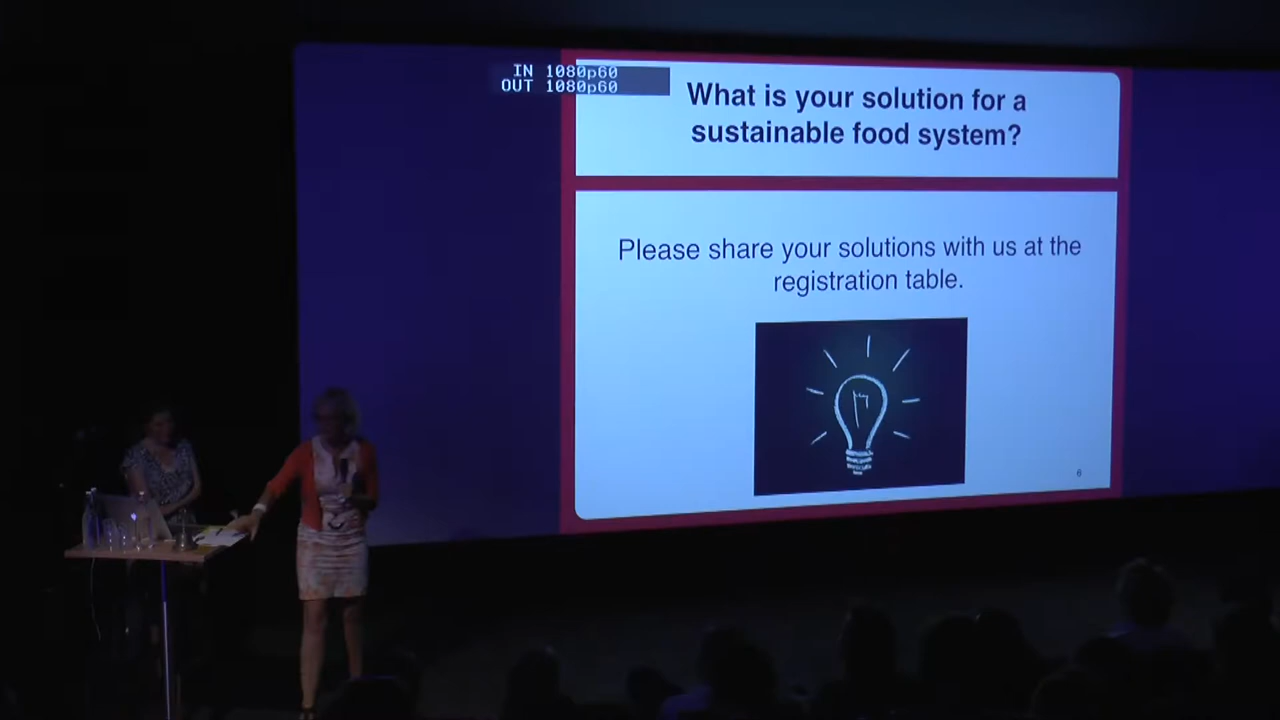 IN 1080p60
OUT 1080p60
What is your solution for a
sustainable food system?
Please share your solutions with us at the
registration table.
6